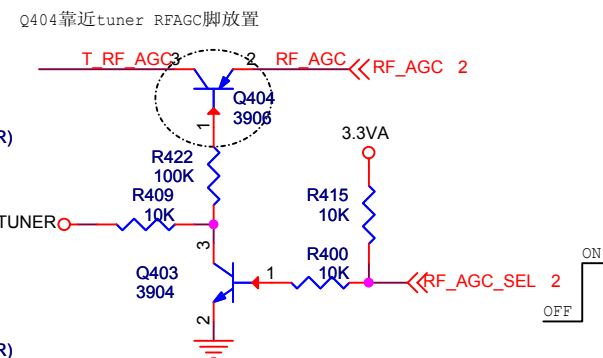 Q404靠近tuner RFAGC脚放置
T_RF_AGC 3 2 RF_AGC RF_AGC 2
Q404
3906
1
3.3VA
R)
R422
100K
R409
10K
R415
10K
TUNER
3
R400
10K
Q403
3904
1
RF_AGC_SEL 2
2
ON
OFF
R)